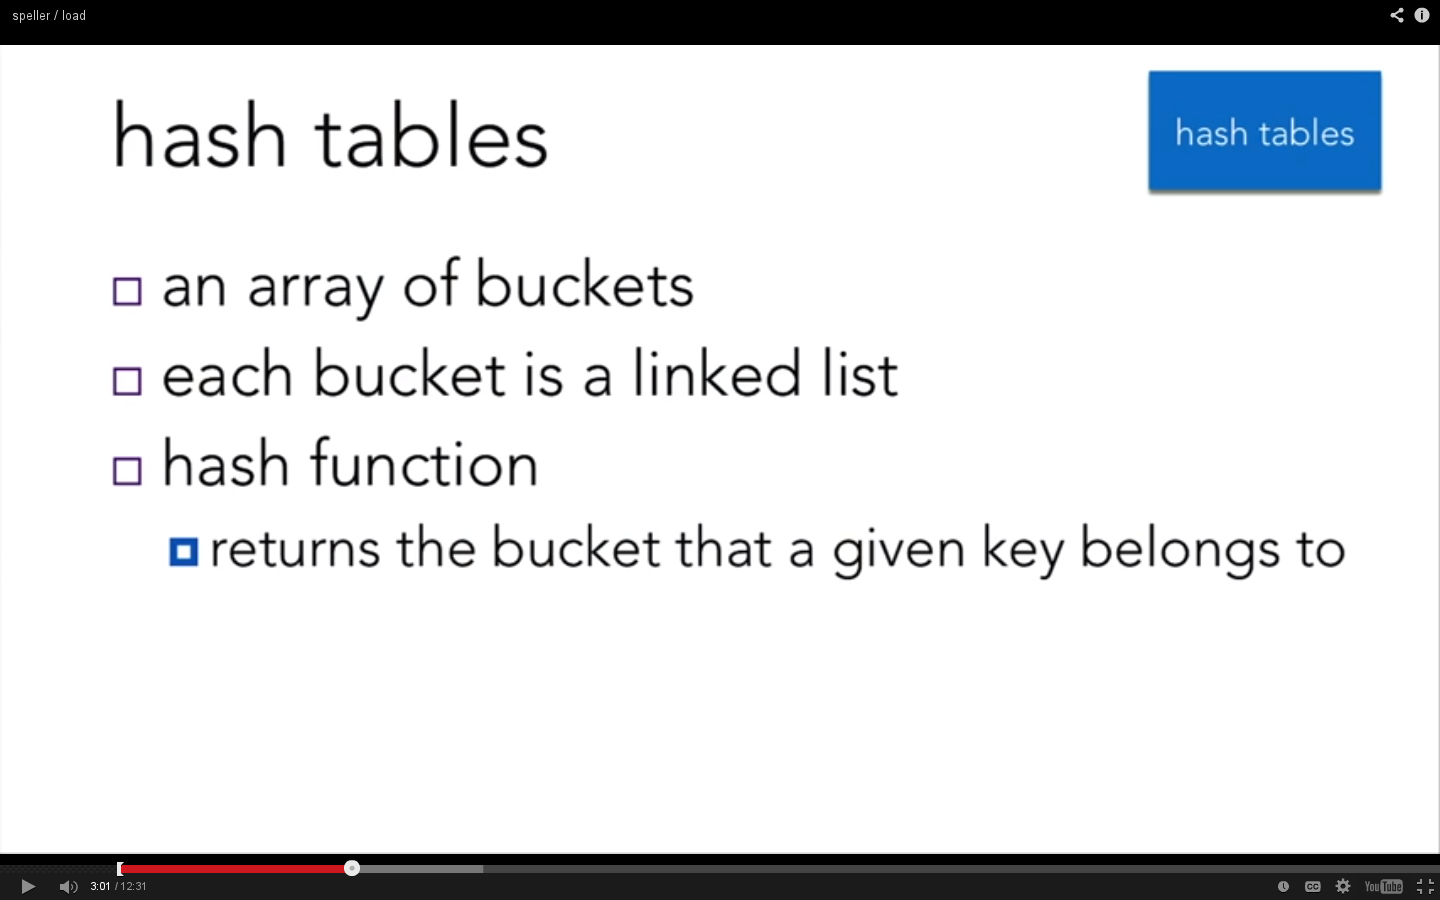 speller / load
hash tables
hash tables
an array of buckets
each bucket is a linked list
hash function
returns the bucket that a given key belongs to
3:01 / 12:31
CC
YouTube